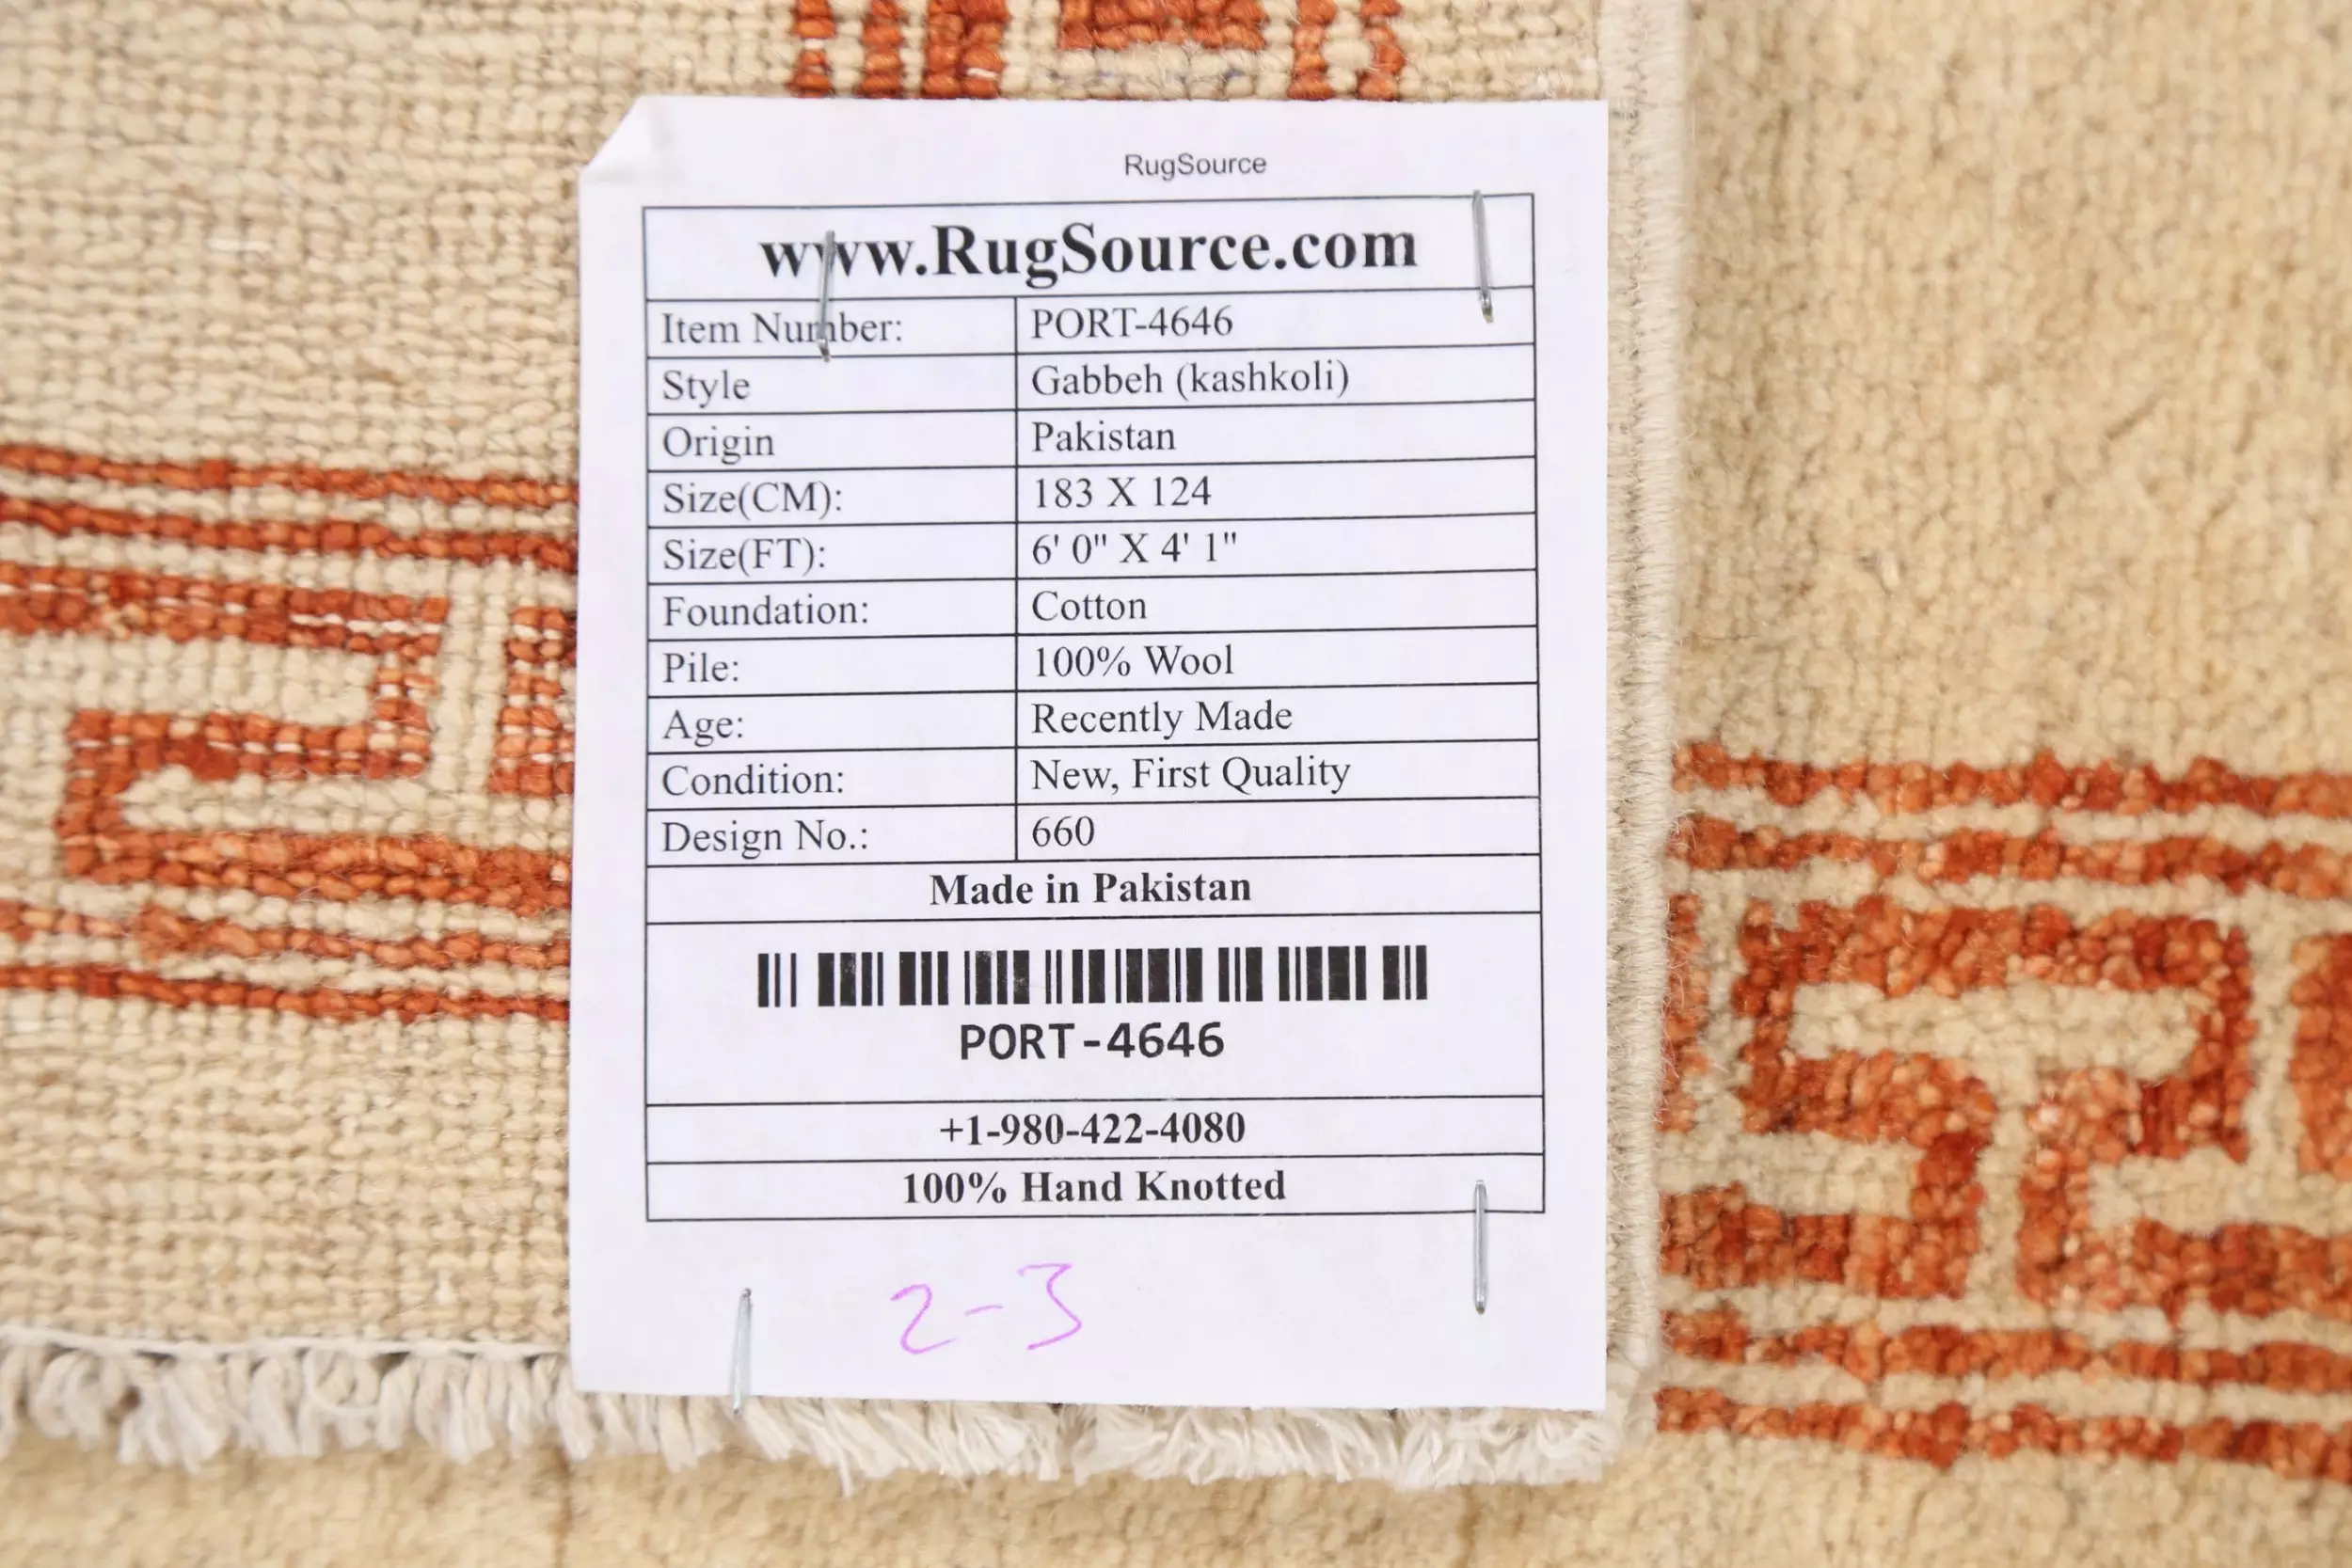 RugSource
www.RugSource.com
Item Number: PORT-4646
Style Gabbeh (kashkoli)
Origin Pakistan
Size(CM): 183 X 124
Size(FT): 6' 0" X 4' 1"
Foundation: Cotton
Pile: 100% Wool
Age: Recently Made
Condition: New, First Quality
Design No.: 660
Made in Pakistan
PORT-4646
+1-980-422-4080
100% Hand Knotted
2-3